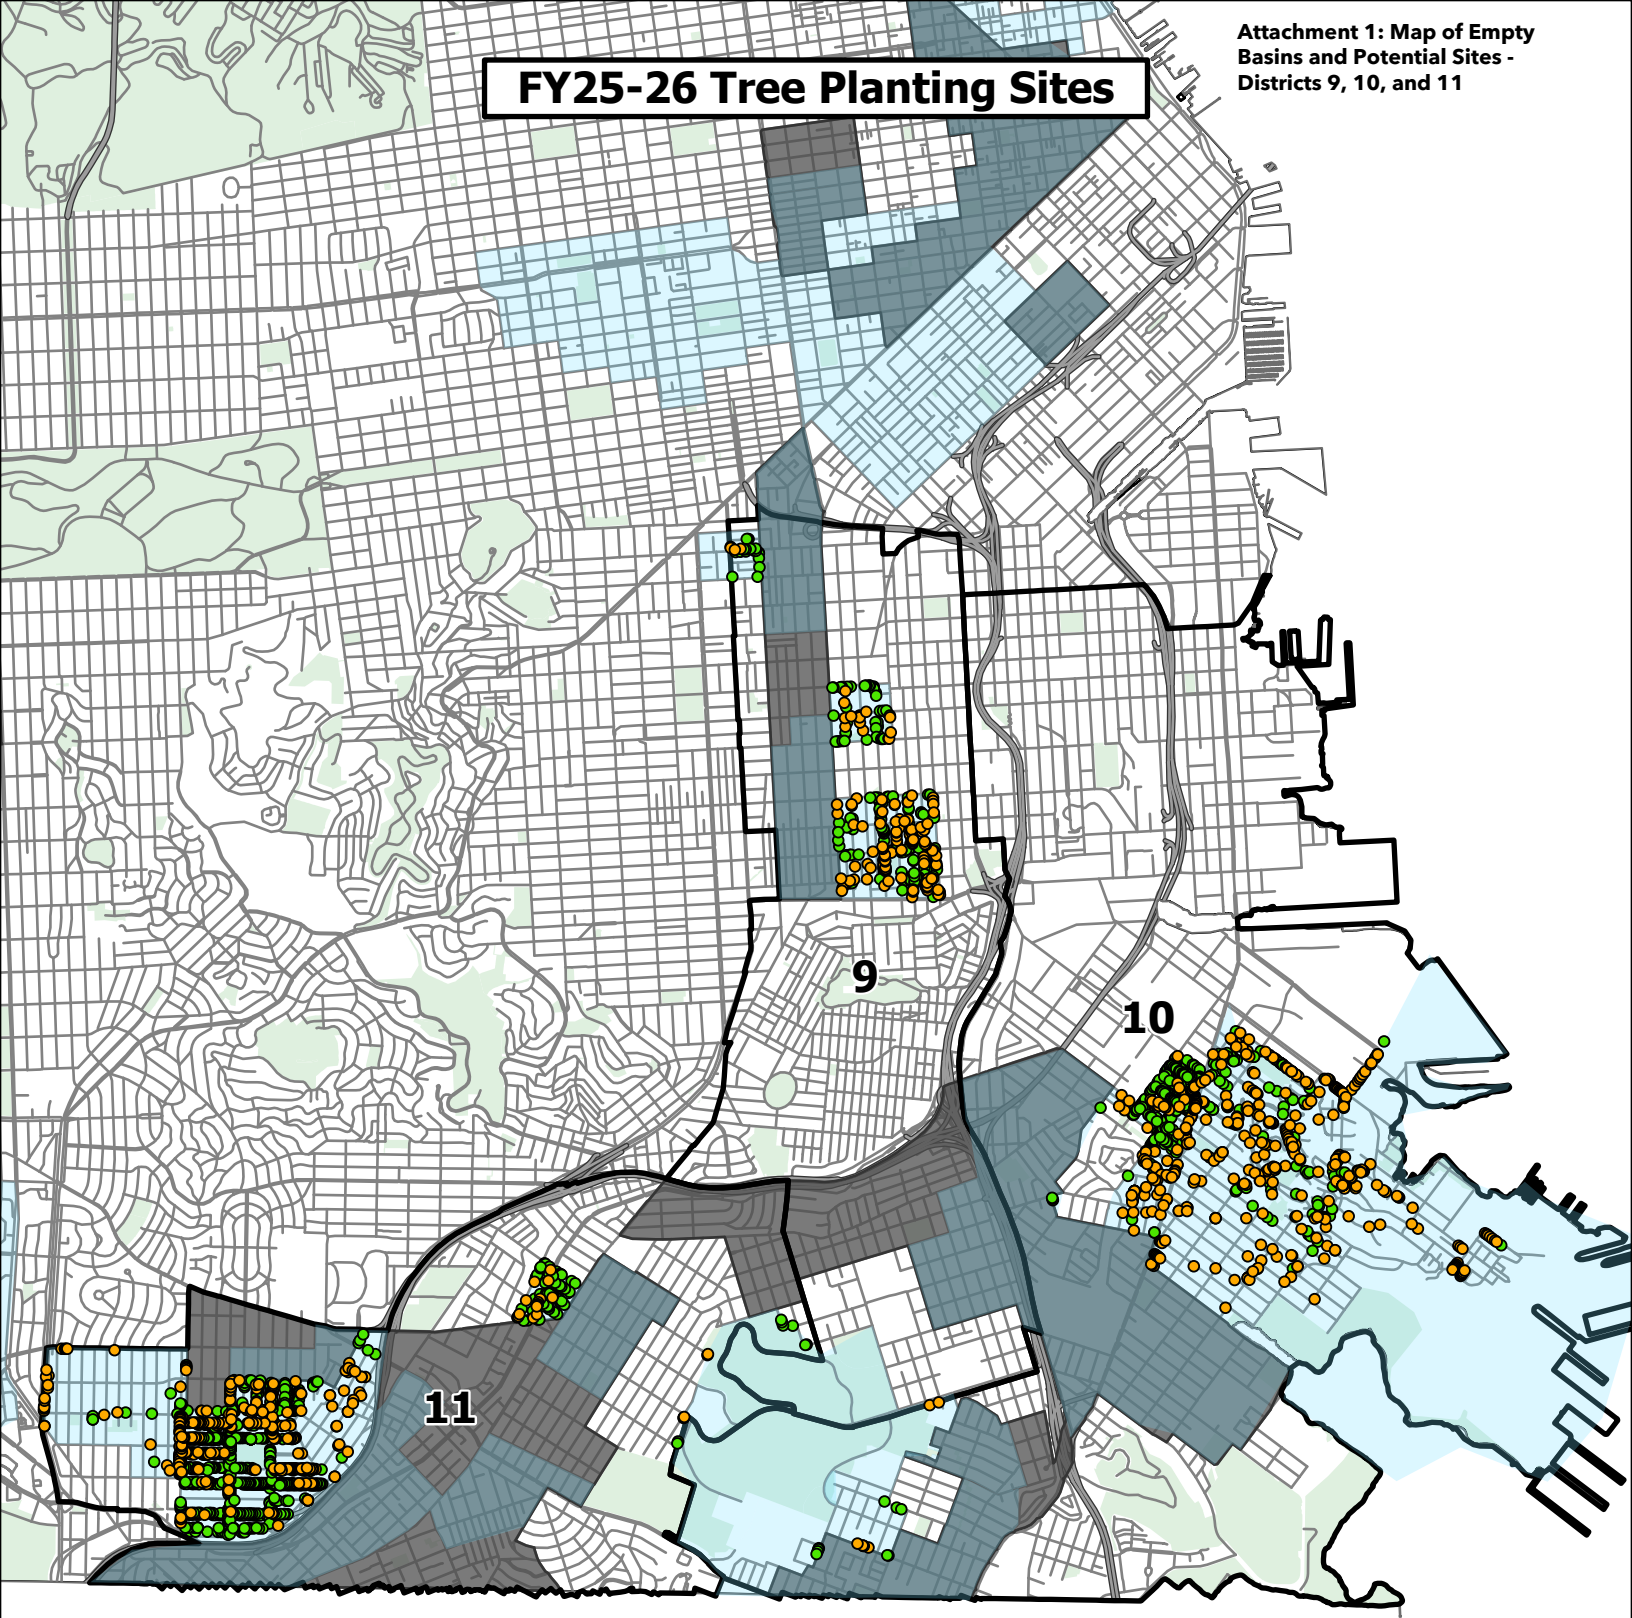 Attachment 1: Map of Empty
Basins and Potential Sites -
Districts 9, 10, and 11
FY25-26 Tree Planting Sites
9
10
11